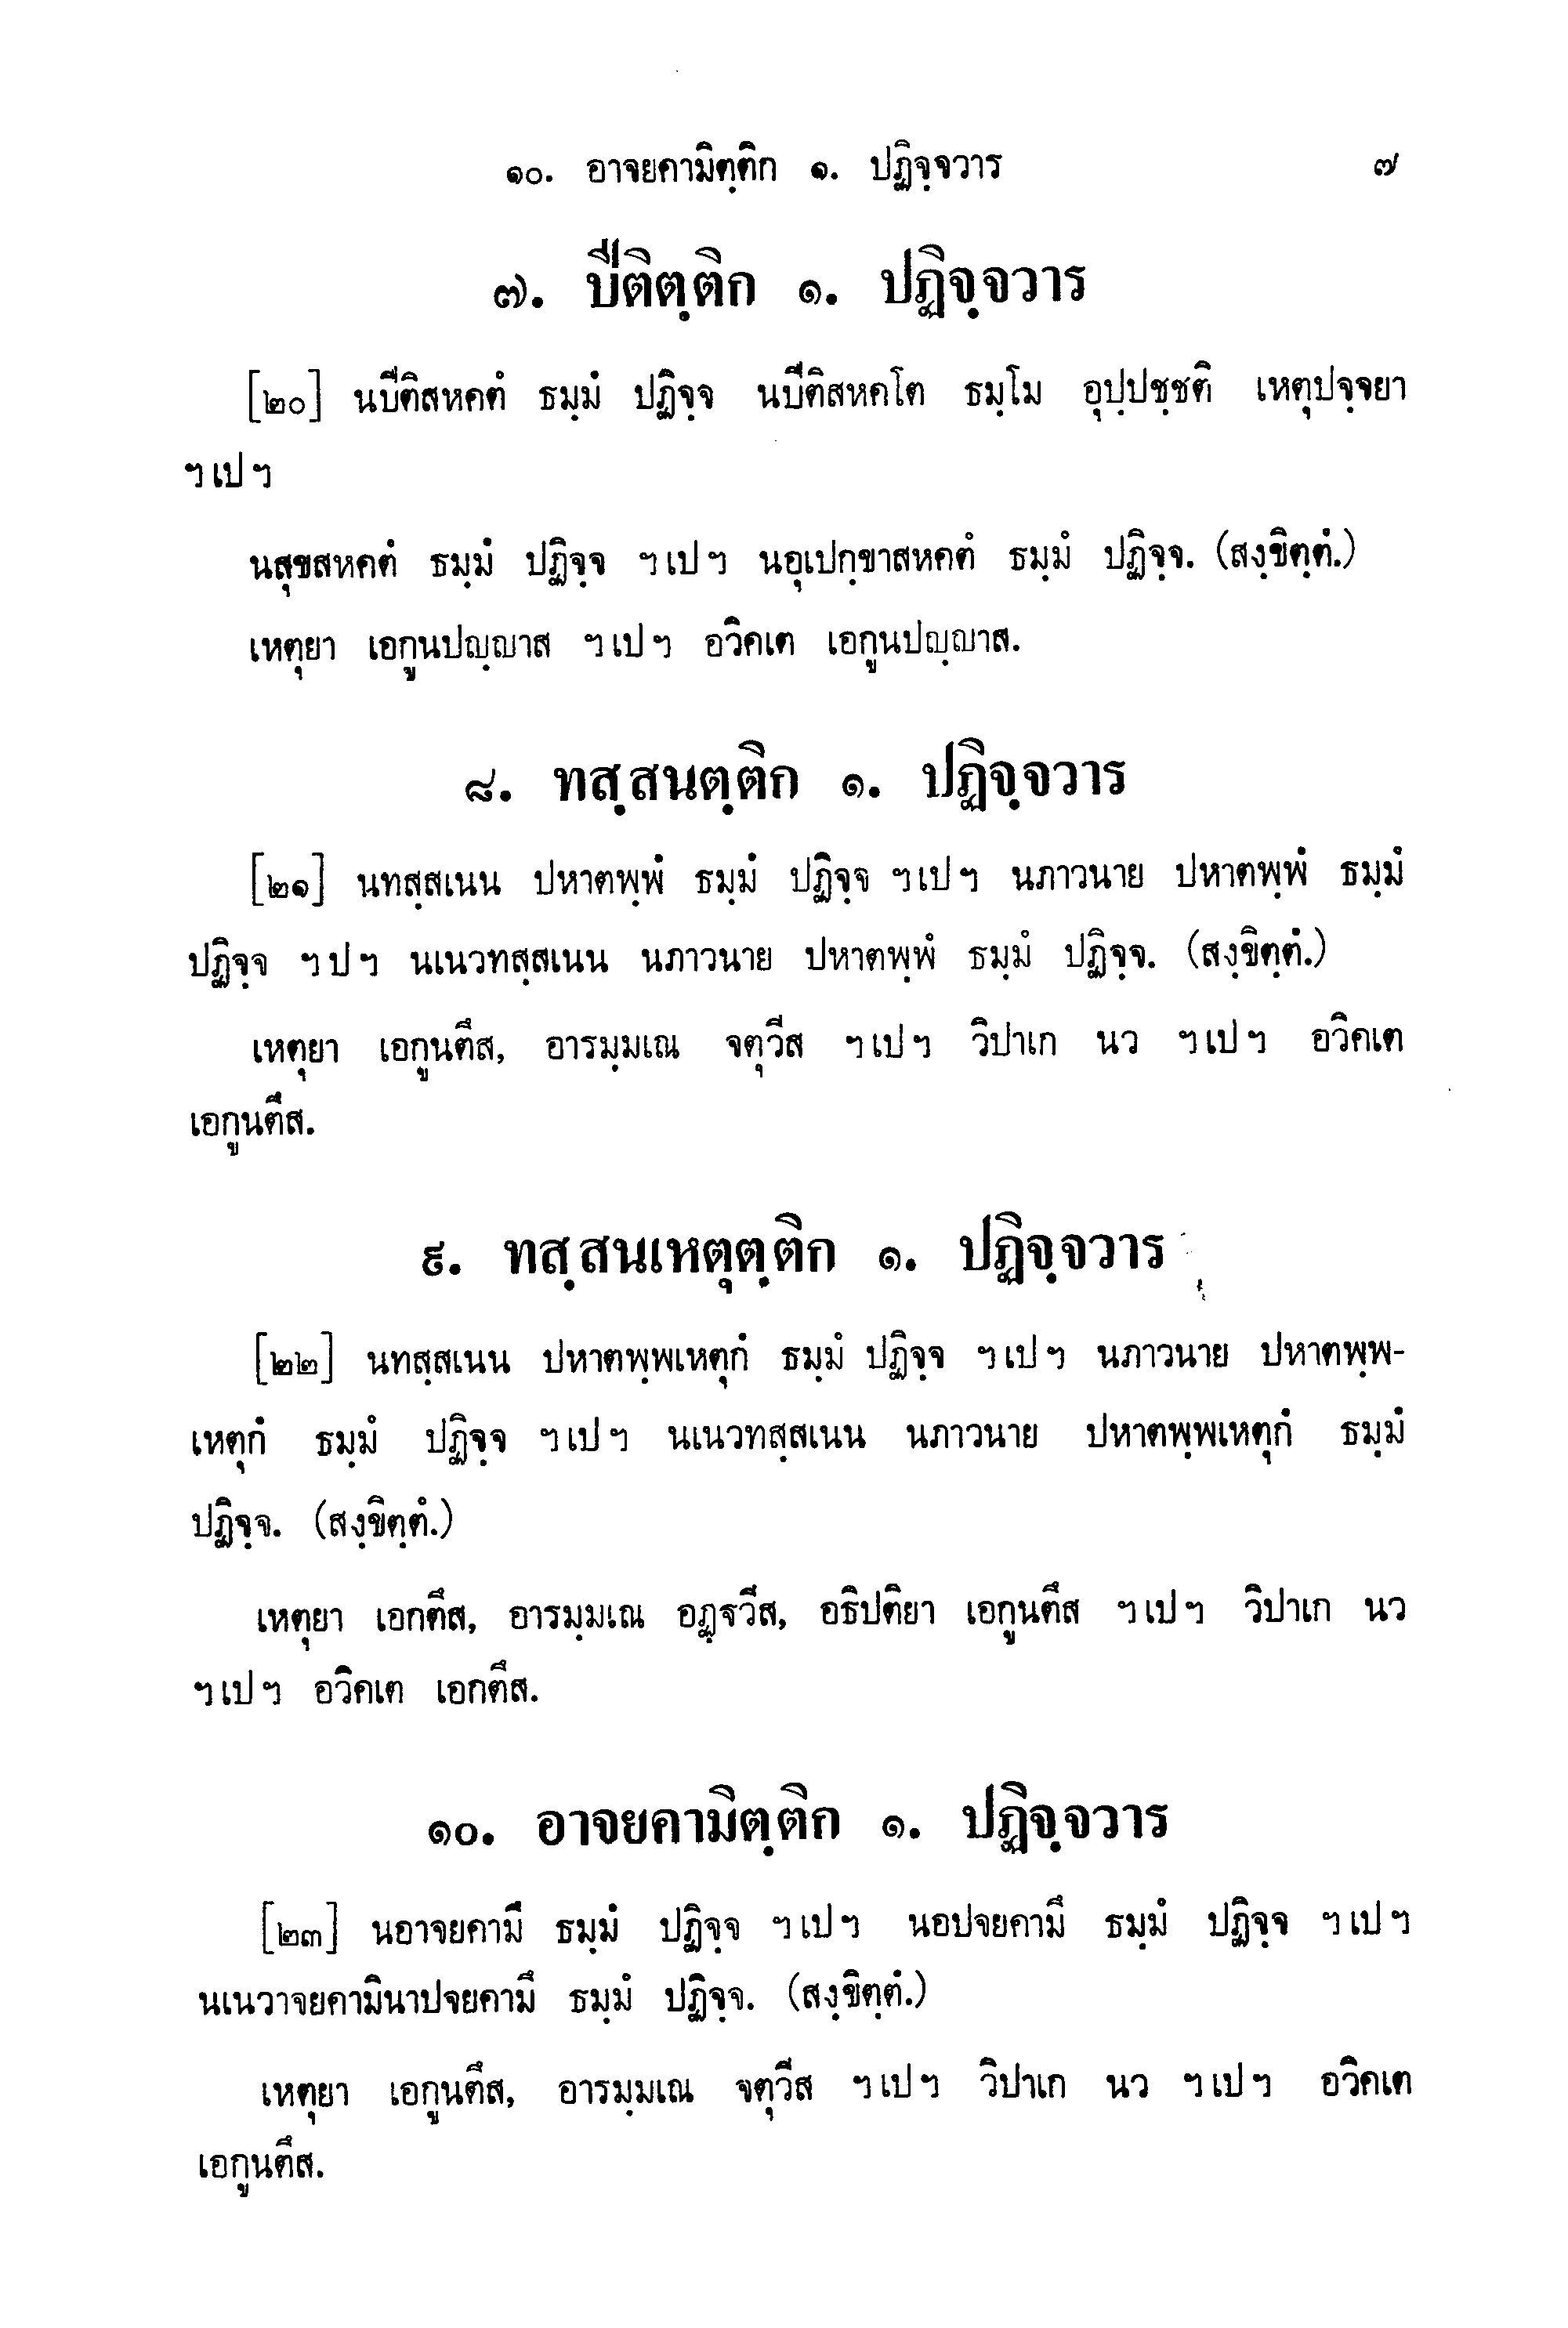 ๑๐. อาจยคามิตฺติก ๑. ปฏิจฺจวาร ๗
๗. ปีติตฺติก ๑. ปฏิจฺจวาร
[๒๐] นปีติสหคตํ ธมฺมํ ปฏิจฺจ นปีติสหคโต ธมฺโม อุปฺปชฺชติ เหตุปจฺจยา
ฯเปฯ
นสุขสหคตํ ธมฺมํ ปฏิจฺจ ฯเปฯ นอุเปกฺขาสหคตํ ธมฺมํ ปฏิจฺจ. (สงฺขิตฺตํ.)
เหตุยา เอกูนปญฺญาส ฯเปฯ อวิคเต เอกูนปญฺญาส.
๘. ทสฺสนตฺติก ๑. ปฏิจฺจวาร
[๒๑] นทสฺสเนน ปหาตพฺพํ ธมฺมํ ปฏิจฺจ ฯเปฯ นภาวนาย ปหาตพฺพํ ธมฺมํ
ปฏิจฺจ ฯปฯ นเนวทสฺสเนน นภาวนาย ปหาตพฺพํ ธมฺมํ ปฏิจฺจ. (สงฺขิตฺตํ.)
เหตุยา เอกูนตึส, อารมฺมเณ จตุวีส ฯเปฯ วิปาเก นว ฯเปฯ อวิคเต
เอกูนตึส.
๙. ทสฺสนเหตุตฺติก ๑. ปฏิจฺจวาร
[๒๒] นทสฺสเนน ปหาตพฺพเหตุกํ ธมฺมํ ปฏิจฺจ ฯเปฯ นภาวนาย ปหาตพฺพ-
เหตุกํ ธมฺมํ ปฏิจฺจ ฯเปฯ นเนวทสฺสเนน นภาวนาย ปหาตพฺพเหตุกํ ธมฺมํ
ปฏิจฺจ. (สงฺขิตฺตํ.)
เหตุยา เอกตึส, อารมฺมเณ อฏฺฐวีส, อธิปติยา เอกูนตึส ฯเปฯ วิปาเก นว
ฯเปฯ อวิคเต เอกตึส.
๑๐. อาจยคามิตฺติก ๑. ปฏิจฺจวาร
[๒๓] นอาจยคามึ ธมฺมํ ปฏิจฺจ ฯเปฯ นอปจยคามึ ธมฺมํ ปฏิจฺจ ฯเปฯ
นเนวาจยคามินาปจยคามึ ธมฺมํ ปฏิจฺจ. (สงฺขิตฺตํ.)
เหตุยา เอกูนตึส, อารมฺมเณ จตุวีส ฯเปฯ วิปาเก นว ฯเปฯ อวิคเต
เอกูนตึส.